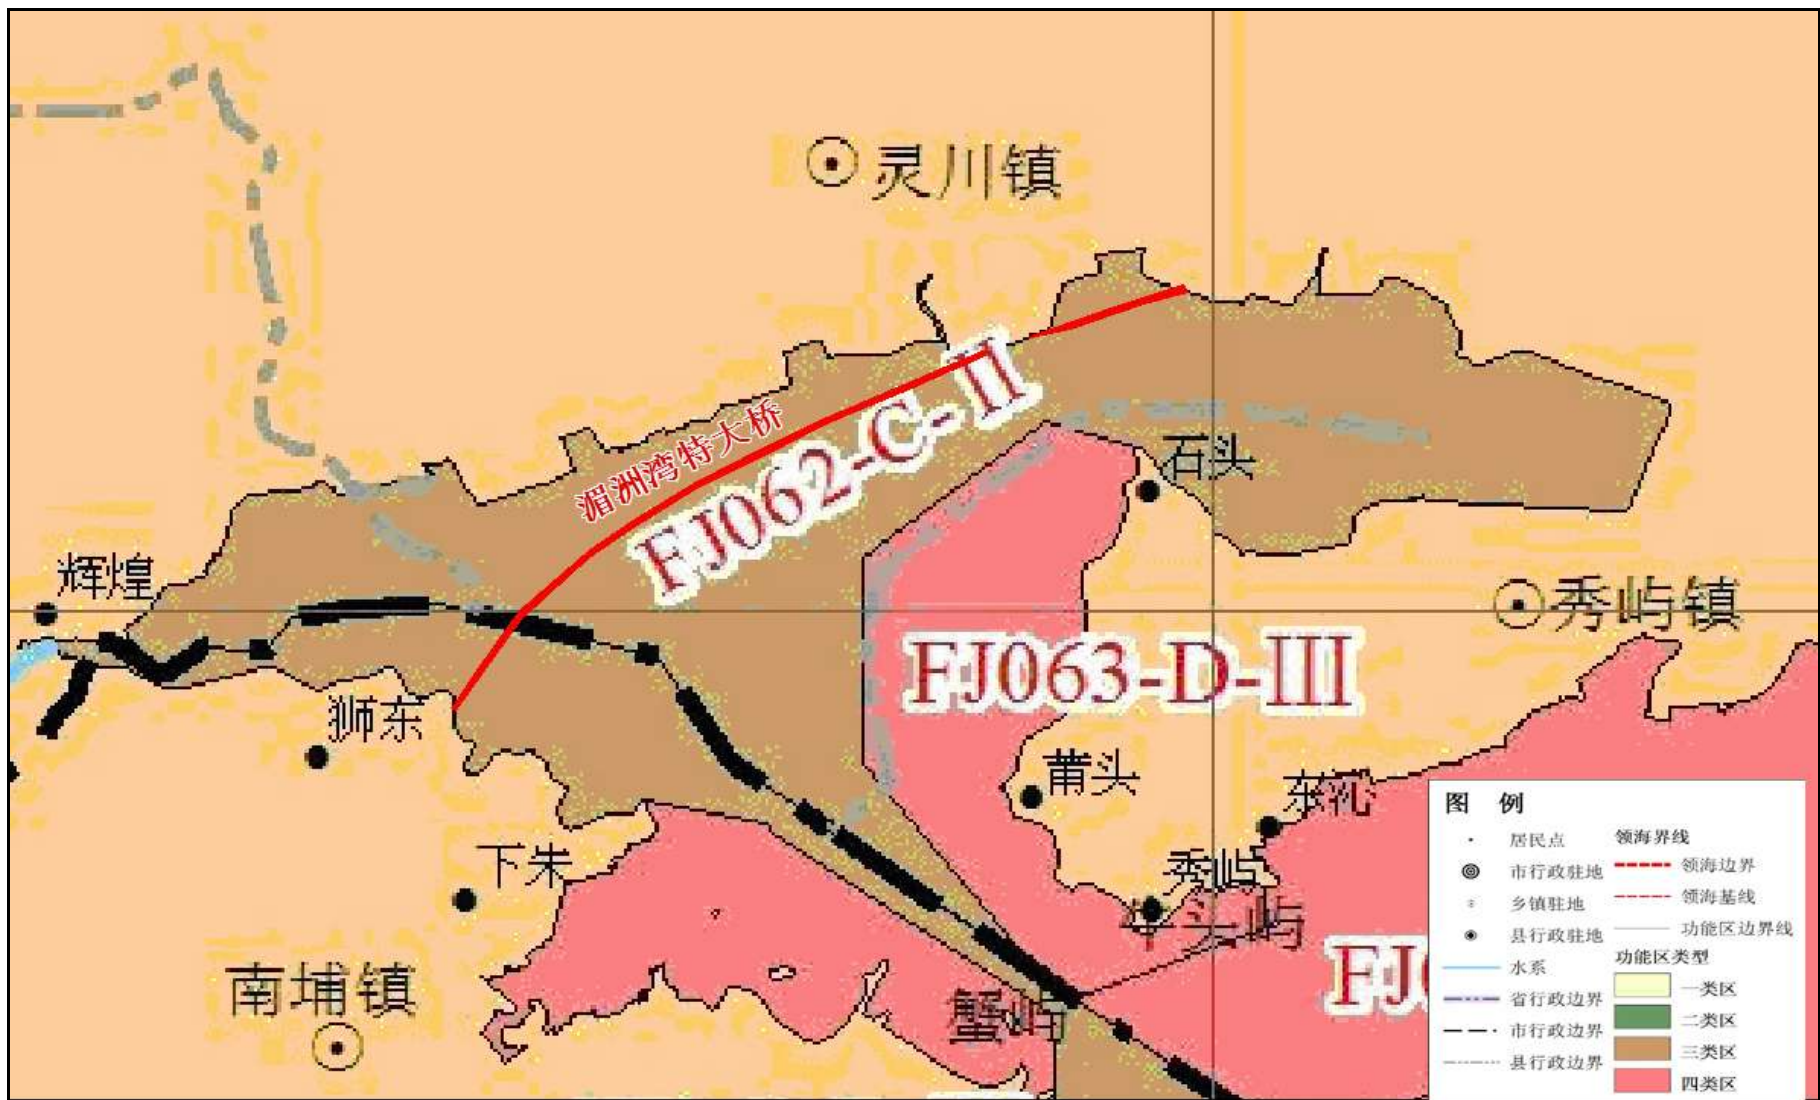 灵川镇
湄洲湾特大桥
FJ062-C-II
石头
辉煌
秀屿镇
FJ063-D-III
狮东
莆头
东沁
下朱
秀屿
牛头屿
南埔镇
蟹屿
FJ0
图 例
居民点
市行政驻地
乡镇驻地
县行政驻地
水系
省行政边界
市行政边界
县行政边界
领海界线
领海边界
领海基线
功能区边界线
功能区类型
一类区
二类区
三类区
四类区